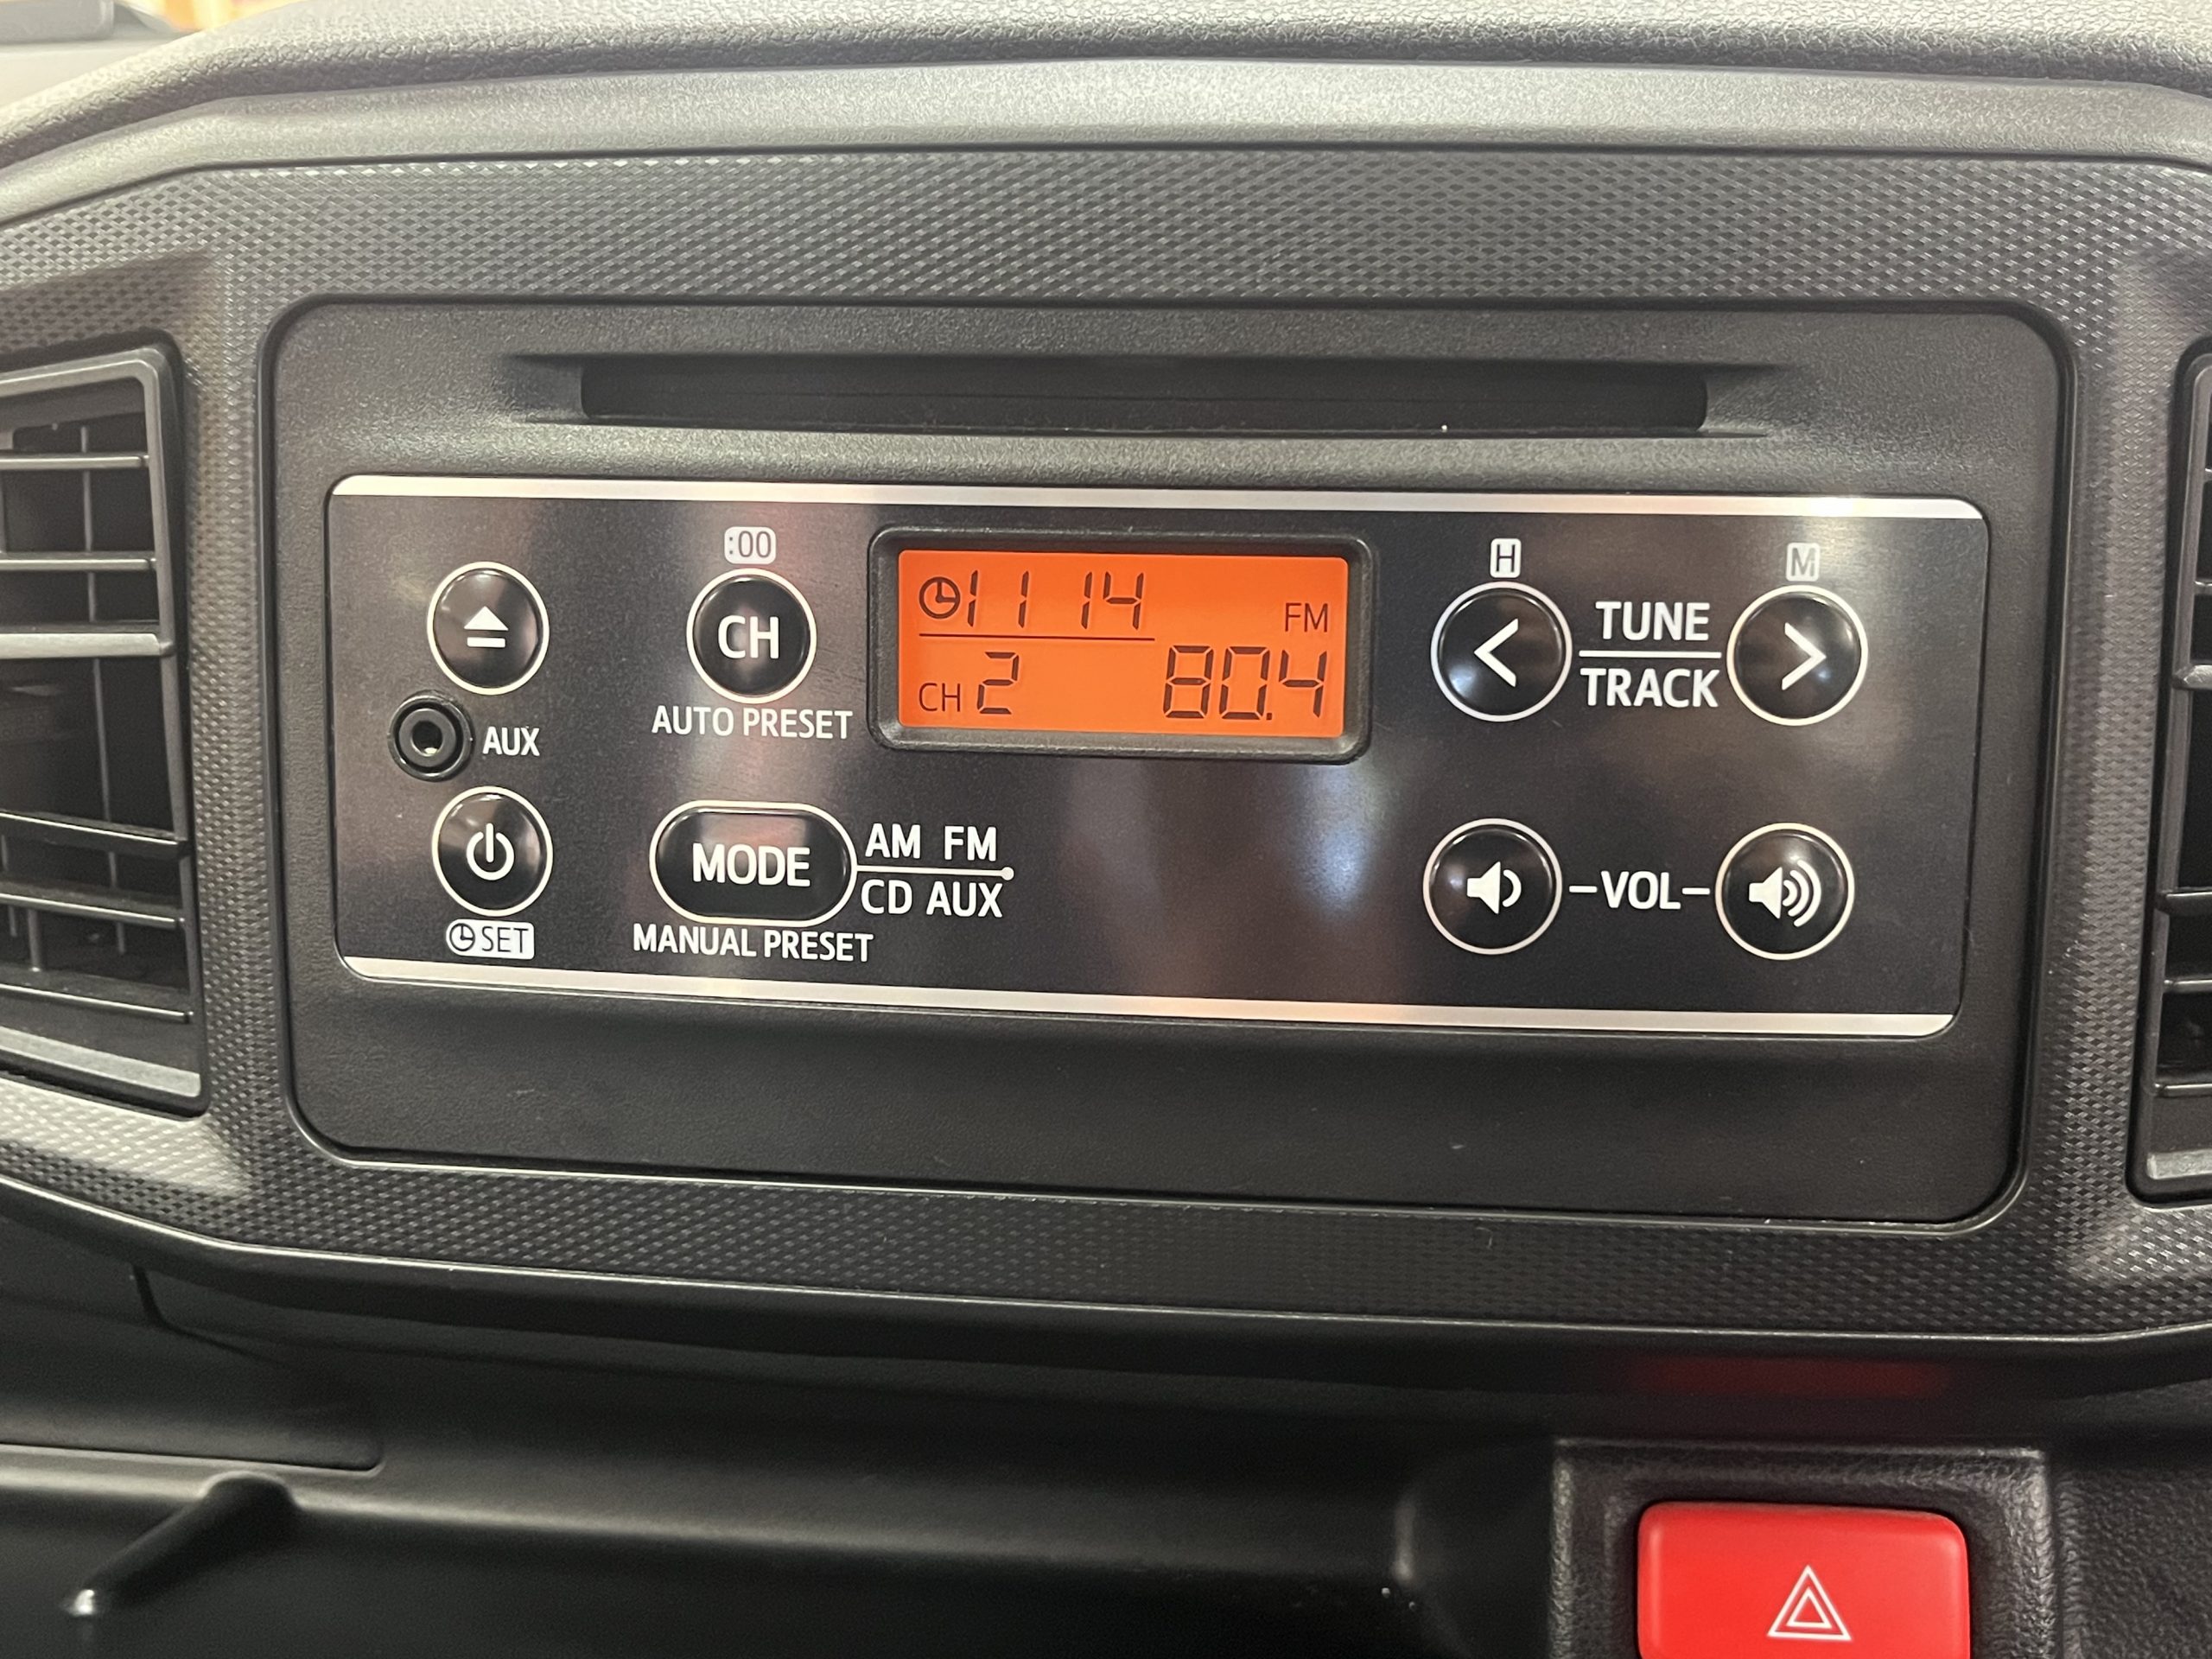 :00
H
M
CH
11 14
FM
TUNE
TRACK
CH 2
80.4
AUX
AUTO PRESET
MODE
AM FM
CD AUX
-VOL-
SET
MANUAL PRESET